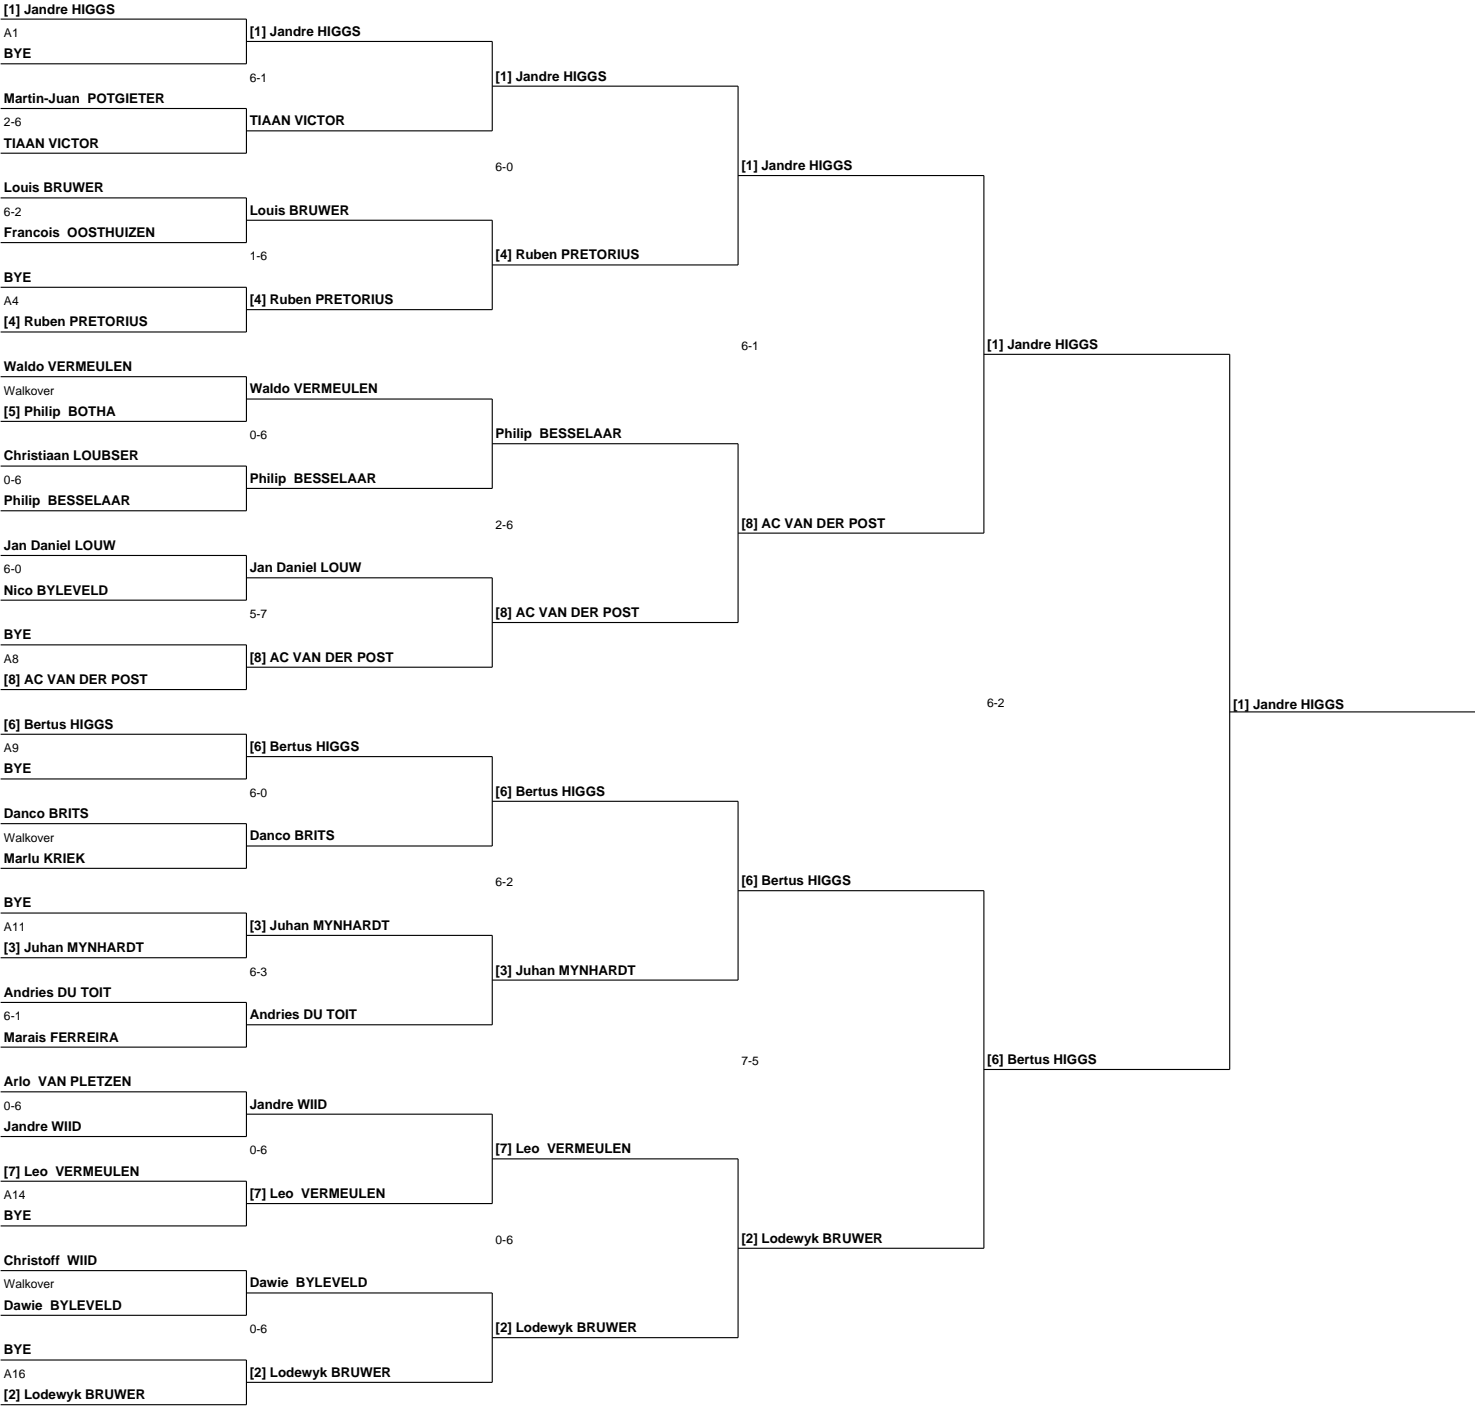 [1] Jandre HIGGS
A1
BYE
Martin-Juan POTGIETER
2-6
TIAAN VICTOR
Louis BRUWER
6-2
Francois OOSTHUIZEN
BYE
A4
[4] Ruben PRETORIUS
Waldo VERMEULEN
Walkover
[5] Philip BOTHA
Christiaan LOUBSER
0-6
Philip BESSELAAR
Jan Daniel LOUW
6-0
Nico BYLEVELD
BYE
A8
[8] AC VAN DER POST
[6] Bertus HIGGS
A9
BYE
Danco BRITS
Walkover
Marlu KRIEK
BYE
A11
[3] Juhan MYNHARDT
Andries DU TOIT
6-1
Marais FERREIRA
Arlo VAN PLETZEN
0-6
Jandre WIID
[7] Leo VERMEULEN
A14
BYE
Christoff WIID
Walkover
Dawie BYLEVELD
BYE
A16
[2] Lodewyk BRUWER
[1] Jandre HIGGS
6-1
TIAAN VICTOR
Louis BRUWER
1-6
[4] Ruben PRETORIUS
Waldo VERMEULEN
0-6
Philip BESSELAAR
Jan Daniel LOUW
5-7
[8] AC VAN DER POST
[6] Bertus HIGGS
6-0
Danco BRITS
[3] Juhan MYNHARDT
6-3
Andries DU TOIT
Jandre WIID
0-6
[7] Leo VERMEULEN
Dawie BYLEVELD
0-6
[2] Lodewyk BRUWER
[1] Jandre HIGGS
6-0
[4] Ruben PRETORIUS
Philip BESSELAAR
2-6
[8] AC VAN DER POST
[6] Bertus HIGGS
6-2
[3] Juhan MYNHARDT
[7] Leo VERMEULEN
0-6
[2] Lodewyk BRUWER
[1] Jandre HIGGS
6-1
[8] AC VAN DER POST
[6] Bertus HIGGS
7-5
[2] Lodewyk BRUWER
[1] Jandre HIGGS
6-2
[6] Bertus HIGGS
[1] Jandre HIGGS